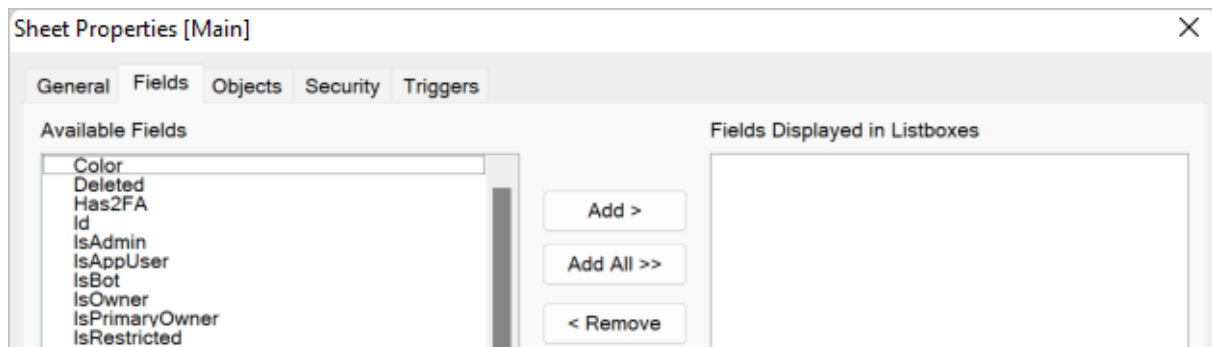 Sheet Properties [Main]
General Fields Objects Security Triggers
Available Fields
Fields Displayed in Listboxes
Color
Deleted
Has2FA
Id
IsAdmin
IsAppUser
IsBot
IsOwner
IsPrimaryOwner
IsRestricted
Add >
Add All >>
< Remove